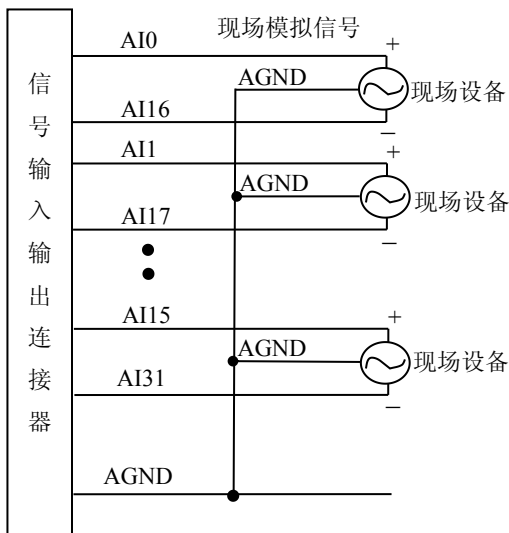 信号输入输出连接器
现场模拟信号
AI0
+
AGND
现场设备
AI16
−
AI1
+
AGND
现场设备
AI17
−
AI15
+
AGND
现场设备
AI31
−
AGND